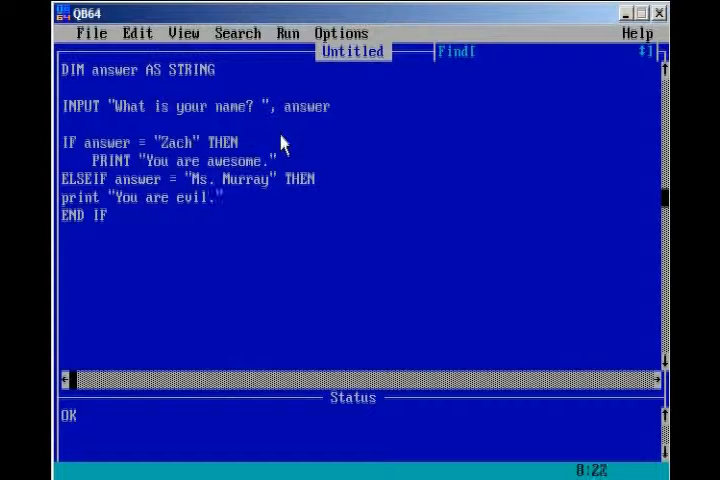 QB64
File Edit View Search Run Options Help
Untitled Find[ ]
DIM answer AS STRING
INPUT "What is your name? ", answer
IF answer = "Zach" THEN
PRINT "You are awesome."
ELSEIF answer = "Ms. Murray" THEN
print "You are evil."
END IF
Status
OK